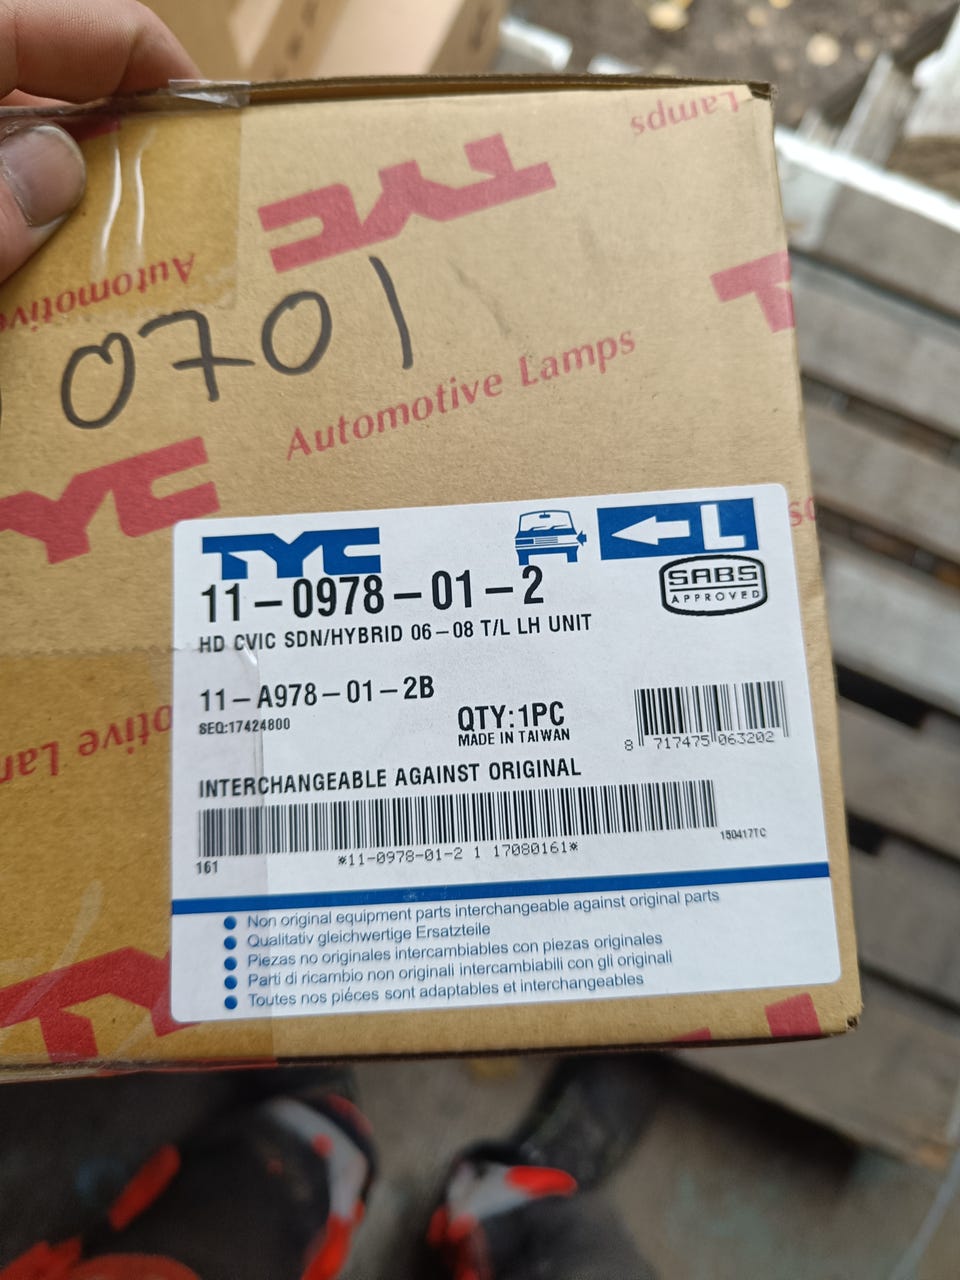 Lamps
TYC
Automotive
Automotive
0701
Automotive Lamps
TYC
TYC
L
11-0978-01-2
SABS
APPROVED
HD CVIC SDN/HYBRID 06-08 T/L LH UNIT
11-A978-01-2B
SEQ:17424800
QTY:1PC
MADE IN TAIWAN
8 717475 063202
INTERCHANGEABLE AGAINST ORIGINAL
161
*11-0978-01-2 1 17080161*
150417TC
Non original equipment parts interchangeable against original parts
Qualitativ gleichwertige Ersatzteile
Piezas no originales intercambiables con piezas originales
Parti di ricambio non originali intercambiabili con gli originali
Toutes nos piéces sont adaptables et interchangeables